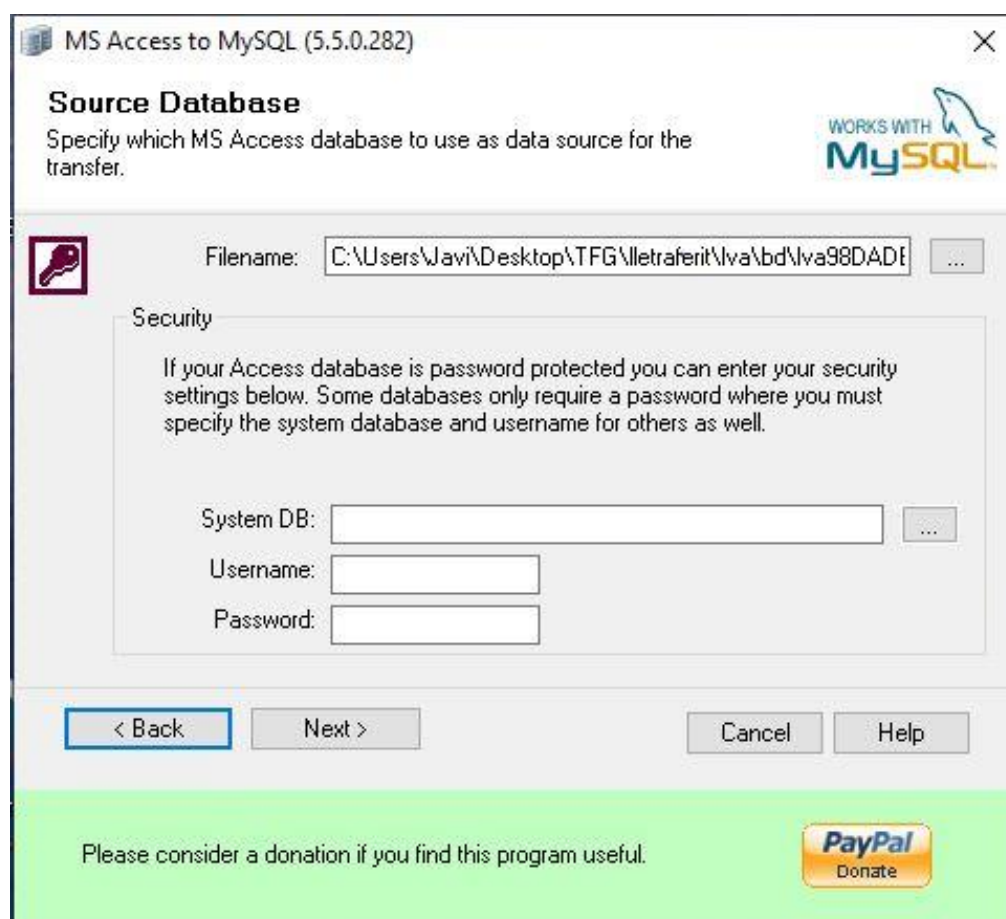 MS Access to MySQL (5.5.0.282)
Source Database
Specify which MS Access database to use as data source for the
transfer.
WORKS WITH
MySQL
Filename: C:\Users\Javi\Desktop\TFG\lletraferit\lva\bd\lva98DADE ...
Security
If your Access database is password protected you can enter your security
settings below. Some databases only require a password where you must
specify the system database and username for others as well.
System DB: ...
Username:
Password:
< Back Next > Cancel Help
Please consider a donation if you find this program useful.
PayPal
Donate